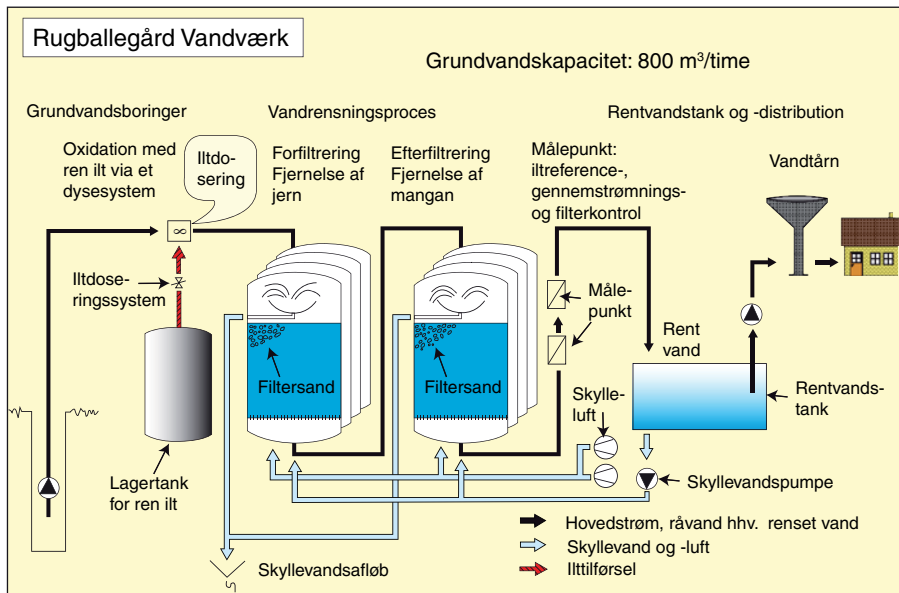 Rugballegård Vandværk
Grundvandskapacitet: 800 m³/time
Grundvandsboringer
Vandrensningsproces
Rentvandstank og -distribution
Oxidation med
ren ilt via et
dysesystem
Iltdo-
sering
Forfiltrering
Fjernelse af
jern
Efterfiltrering
Fjernelse af
mangan
Målepunkt:
iltreference-,
gennemstrømnings-
og filterkontrol
Vandtårn
∞
Iltdose-
ringssystem
Måle-
punkt
Rent
vand
Filtersand
Filtersand
Skylle-
luft
Rentvands-
tank
Lagertank
for ren ilt
Skyllevandspumpe
Hovedstrøm, råvand hhv. renset vand
Skyllevand og -luft
Ilttilførsel
Skyllevandsafløb